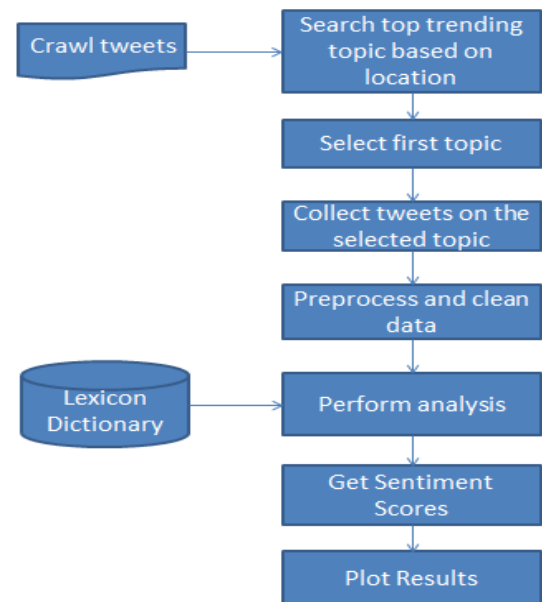 Crawl tweets
Search top trending
topic based on
location
Select first topic
Collect tweets on the
selected topic
Preprocess and clean
data
Lexicon
Dictionary
Perform analysis
Get Sentiment
Scores
Plot Results